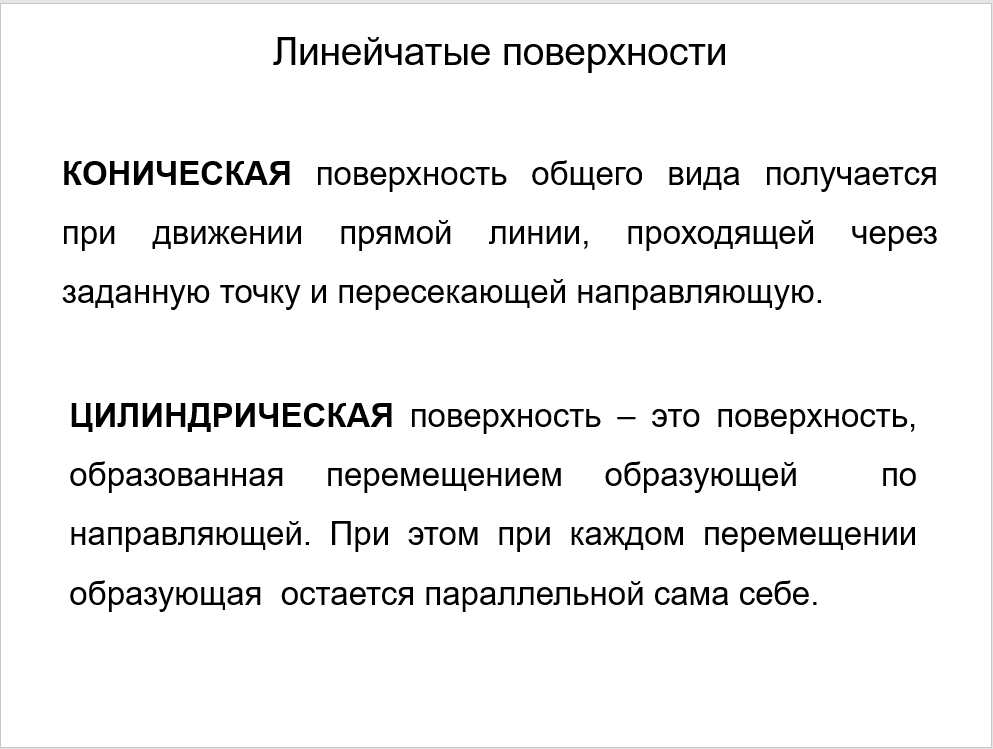 Линейчатые поверхности
КОНИЧЕСКАЯ поверхность общего вида получается
при движении прямой линии, проходящей через
заданную точку и пересекающей направляющую.
ЦИЛИНДРИЧЕСКАЯ поверхность – это поверхность,
образованная перемещением образующей по
направляющей. При этом при каждом перемещении
образующая остается параллельной сама себе.